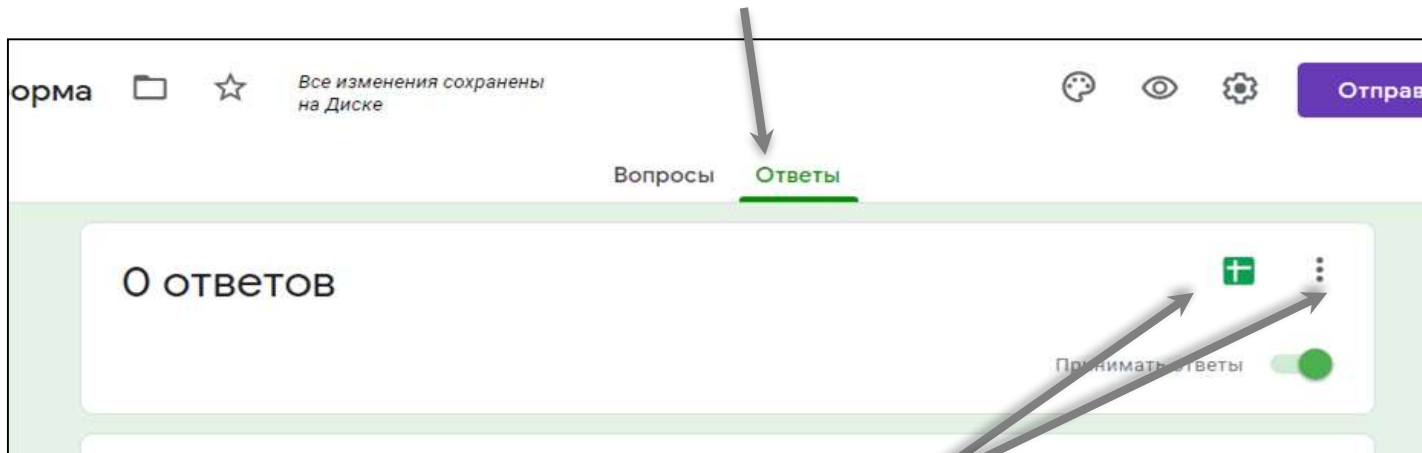 орма
Все изменения сохранены
на Диске
Отправ
Вопросы Ответы
0 ответов
Принимать ответы